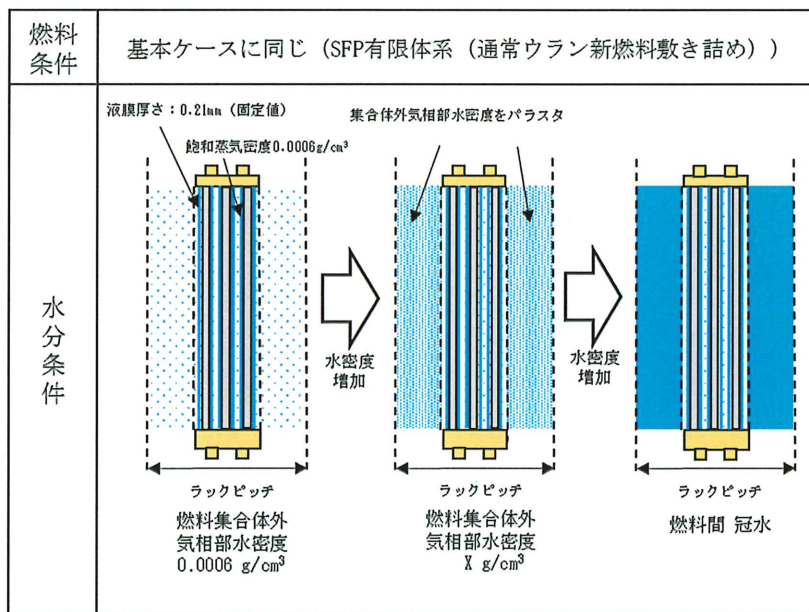 燃料
条件
基本ケースに同じ（SFP有限体系（通常ウラン新燃料敷き詰め））
水
分
条
件
液膜厚さ：0.21mm（固定値）
飽和蒸気密度0.0006g/cm³
集合体外気相部水密度をパラスタ
水密度
増加
水密度
増加
ラックピッチ
燃料集合体外
気相部水密度
0.0006 g/cm³
ラックピッチ
燃料集合体外
気相部水密度
X g/cm³
ラックピッチ
燃料間 冠水